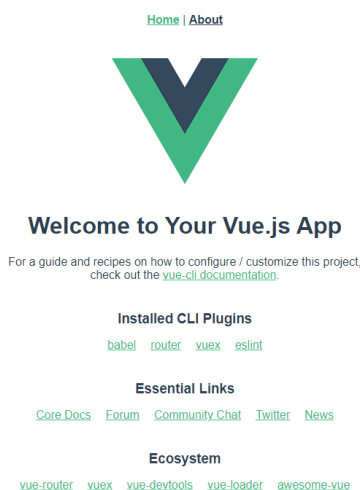 Home | About
Welcome to Your Vue.js App
For a guide and recipes on how to configure / customize this project,
check out the vue-cli documentation.
Installed CLI Plugins
babel router vuex eslint
Essential Links
Core Docs Forum Community Chat Twitter News
Ecosystem
vue-router vuex vue-devtools vue-loader awesome-vue